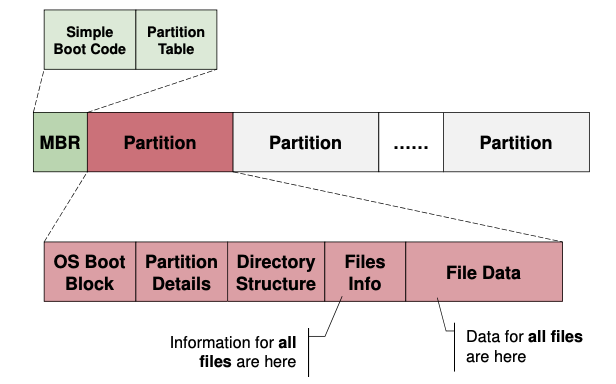 Simple
Boot Code
Partition
Table
MBR
Partition
Partition
......
Partition
OS Boot
Block
Partition
Details
Directory
Structure
Files
Info
File Data
Information for all
files are here
Data for all files
are here